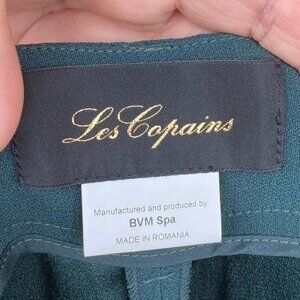 Les Copains
Manufactured and produced by
BVM Spa
MADE IN ROMANIA